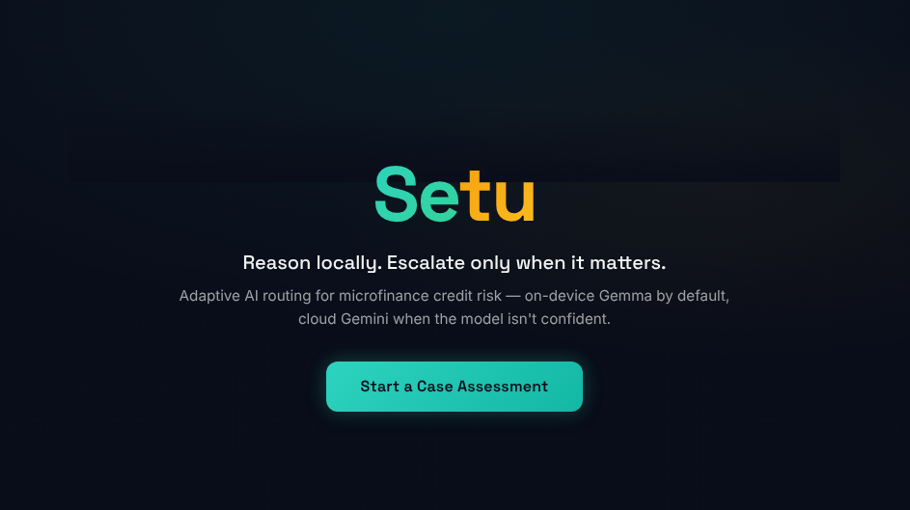 Setu
Reason locally. Escalate only when it matters.
Adaptive AI routing for microfinance credit risk — on-device Gemma by default,
cloud Gemini when the model isn't confident.
Start a Case Assessment